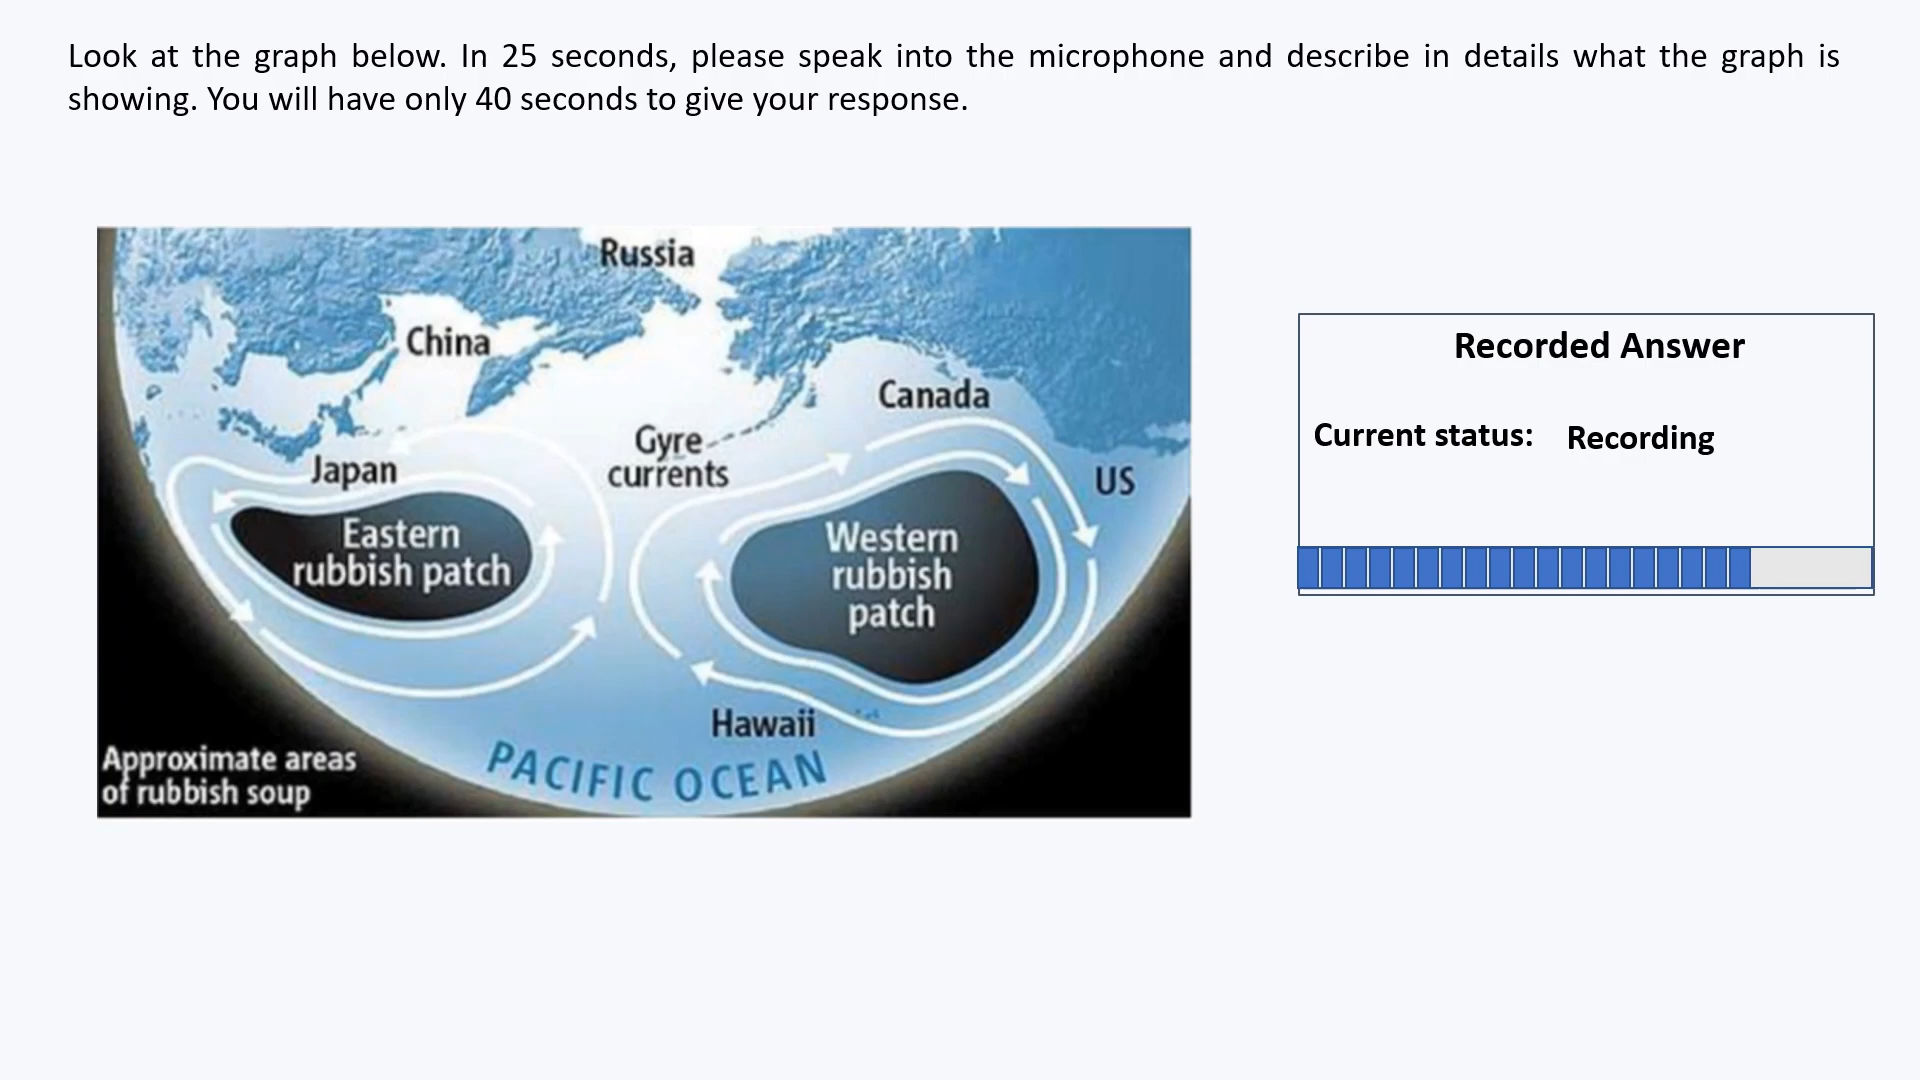 Look at the graph below. In 25 seconds, please speak into the microphone and describe in details what the graph is
showing. You will have only 40 seconds to give your response.
Russia
China
Canada
Gyre
currents
Japan
US
Eastern
rubbish patch
Western
rubbish
patch
Hawaii
PACIFIC OCEAN
Approximate areas
of rubbish soup
Recorded Answer
Current status: Recording